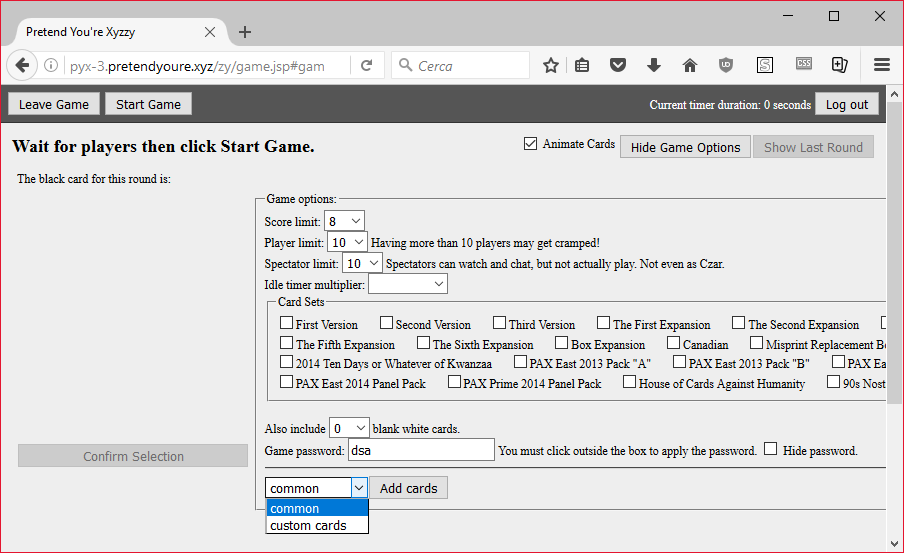 Pretend You're Xyzzy
pyx-3.pretendyoure.xyz/zy/game.jsp#gam
Cerca
Leave Game
Start Game
Current timer duration: 0 seconds
Log out
Wait for players then click Start Game.
Animate Cards
Hide Game Options
Show Last Round
The black card for this round is:
Game options:
Score limit: 8
Player limit: 10 Having more than 10 players may get cramped!
Spectator limit: 10 Spectators can watch and chat, but not actually play. Not even as Czar.
Idle timer multiplier:
Card Sets
First Version Second Version Third Version The First Expansion The Second Expansion
The Fifth Expansion The Sixth Expansion Box Expansion Canadian Misprint Replacement Bo
2014 Ten Days or Whatever of Kwanzaa PAX East 2013 Pack "A" PAX East 2013 Pack "B" PAX Ea
PAX East 2014 Panel Pack PAX Prime 2014 Panel Pack House of Cards Against Humanity 90s Nost
Also include 0 blank white cards.
Game password: dsa You must click outside the box to apply the password. Hide password.
Confirm Selection
common Add cards
common
custom cards